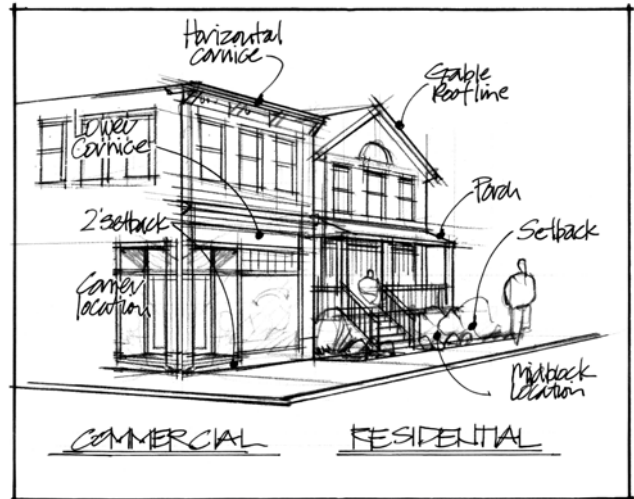 Horizontal
cornice
Gable
Roofline
Lower
Cornice
Porch
2' setback
Setback
Corner
location
Midblock
Location
COMMERCIAL
RESIDENTIAL